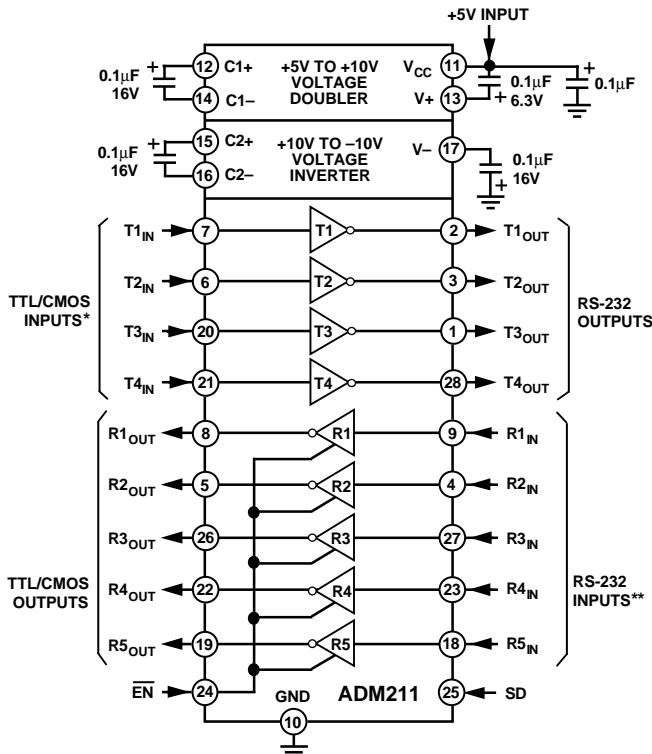 +5V INPUT
12 C1+ +5V TO +10V VOLTAGE DOUBLER VCC 11
0.1µF 16V
14 C1– V+ 13
0.1µF 6.3V
0.1µF
15 C2+ +10V TO –10V VOLTAGE INVERTER V– 17
0.1µF 16V
16 C2–
0.1µF 16V
T1IN 7 T1 2 T1OUT
T2IN 6 T2 3 T2OUT
TTL/CMOS INPUTS*
RS-232 OUTPUTS
T3IN 20 T3 1 T3OUT
T4IN 21 T4 28 T4OUT
R1OUT 8 R1 9 R1IN
R2OUT 5 R2 4 R2IN
R3OUT 26 R3 27 R3IN
TTL/CMOS OUTPUTS
RS-232 INPUTS**
R4OUT 22 R4 23 R4IN
R5OUT 19 R5 18 R5IN
EN 24 GND ADM211 25 SD
10